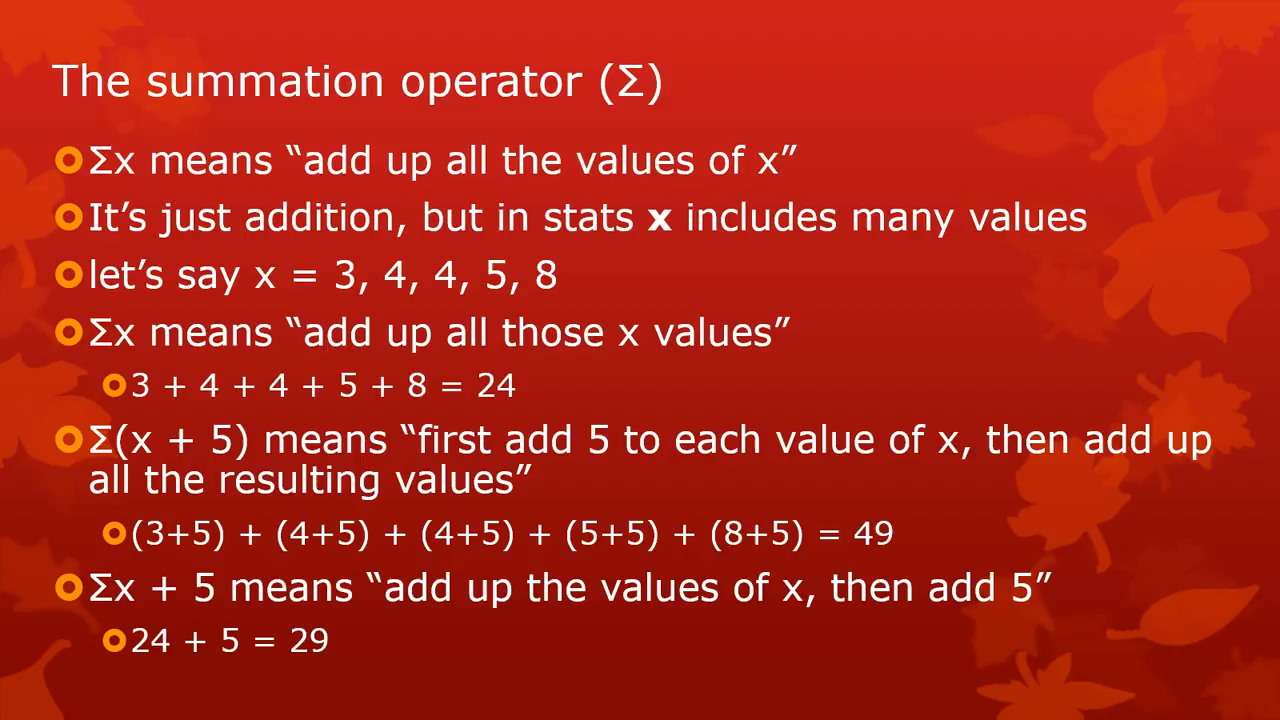 The summation operator (Σ)
Σx means “add up all the values of x”
It’s just addition, but in stats x includes many values
let’s say x = 3, 4, 4, 5, 8
Σx means “add up all those x values”
3 + 4 + 4 + 5 + 8 = 24
Σ(x + 5) means “first add 5 to each value of x, then add up
all the resulting values”
(3+5) + (4+5) + (4+5) + (5+5) + (8+5) = 49
Σx + 5 means “add up the values of x, then add 5”
24 + 5 = 29